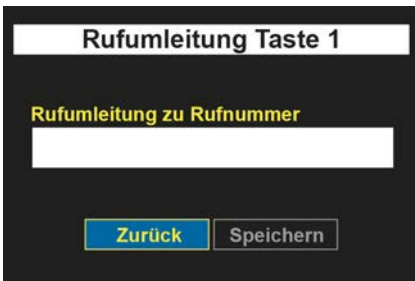 Rufumleitung Taste 1
Rufumleitung zu Rufnummer
Zurück Speichern